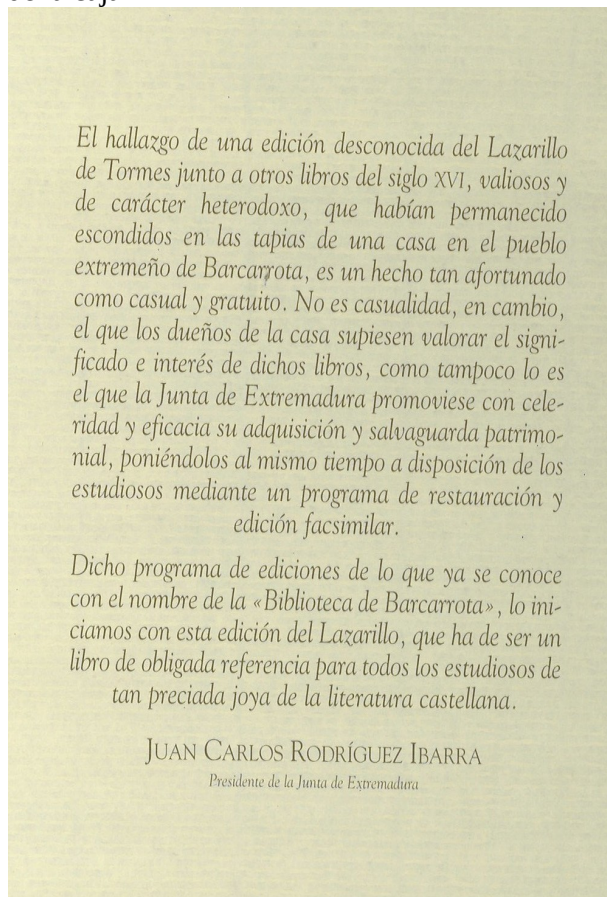 El hallazgo de una edición desconocida del Lazarillo
de Tormes junto a otros libros del siglo XVI, valiosos y
de carácter heterodoxo, que habían permanecido
escondidos en las tapias de una casa en el pueblo
extremeño de Barcarrota, es un hecho tan afortunado
como casual y gratuito. No es casualidad, en cambio,
el que los dueños de la casa supiesen valorar el signi-
ficado e interés de dichos libros, como tampoco lo es
el que la Junta de Extremadura promoviese con cele-
ridad y eficacia su adquisición y salvaguarda patrimo-
nial, poniéndolos al mismo tiempo a disposición de los
estudiosos mediante un programa de restauración y
edición facsimilar.
Dicho programa de ediciones de lo que ya se conoce
con el nombre de la «Biblioteca de Barcarrota», lo ini-
ciamos con esta edición del Lazarillo, que ha de ser un
libro de obligada referencia para todos los estudiosos de
tan preciada joya de la literatura castellana.
JUAN CARLOS RODRÍGUEZ IBARRA
Presidente de la Junta de Extremadura